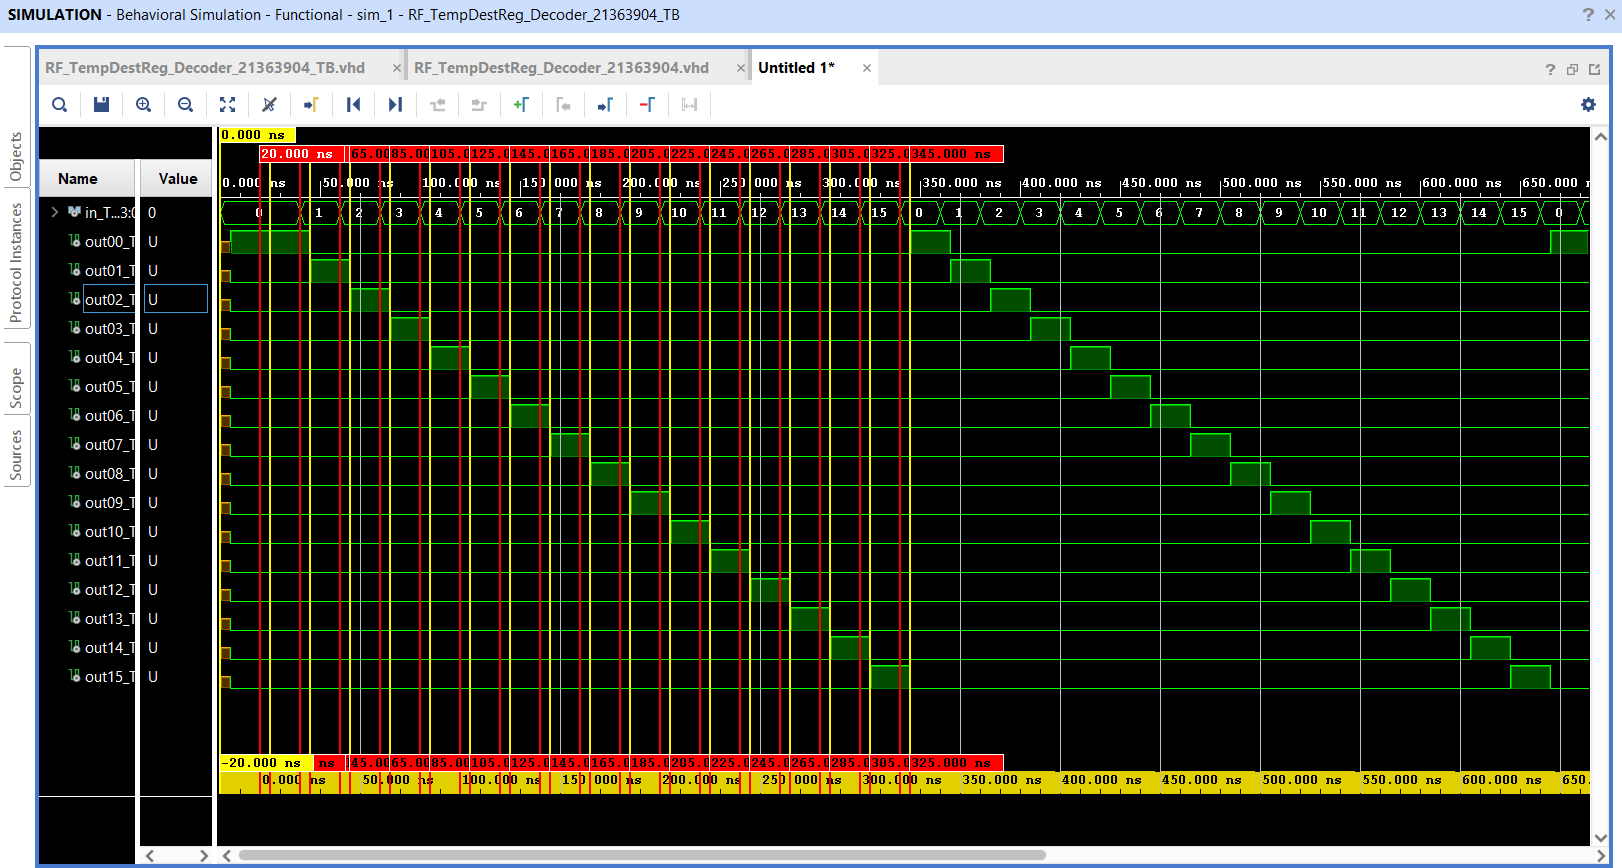 SIMULATION - Behavioral Simulation - Functional - sim_1 - RF_TempDestReg_Decoder_21363904_TB
? ×
RF_TempDestReg_Decoder_21363904_TB.vhd × RF_TempDestReg_Decoder_21363904.vhd × Untitled 1* ×
?
Objects
Protocol Instances
Scope
Sources
0.000 ns
20.000 ns 65.0 85.0 105.0 125.0 145.0 165.0 185.0 205.0 225.0 245.0 265.0 285.0 305.0 325.0 345.000 ns
Name Value
0.000 ns 50.000 ns 100.000 ns 150.000 ns 200.000 ns 250.000 ns 300.000 ns 350.000 ns 400.000 ns 450.000 ns 500.000 ns 550.000 ns 600.000 ns 650.000
in_T...3:0 0 0 1 2 3 4 5 6 7 8 9 10 11 12 13 14 15 0 1 2 3 4 5 6 7 8 9 10 11 12 13 14 15 0
out00_T U
out01_T U
out02_T U
out03_T U
out04_T U
out05_T U
out06_T U
out07_T U
out08_T U
out09_T U
out10_T U
out11_T U
out12_T U
out13_T U
out14_T U
out15_T U
-20.000 ns ns 45.0 65.0 85.0 105.0 125.0 145.0 165.0 185.0 205.0 225.0 245.0 265.0 285.0 305.0 325.000 ns
0.000 ns 50.000 ns 100.000 ns 150.000 ns 200.000 ns 250.000 ns 300.000 ns 350.000 ns 400.000 ns 450.000 ns 500.000 ns 550.000 ns 600.000 ns 650.